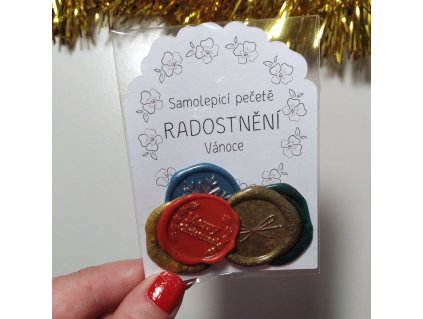 Samolepicí pečetě
RADOSTNĚNÍ
Vánoce